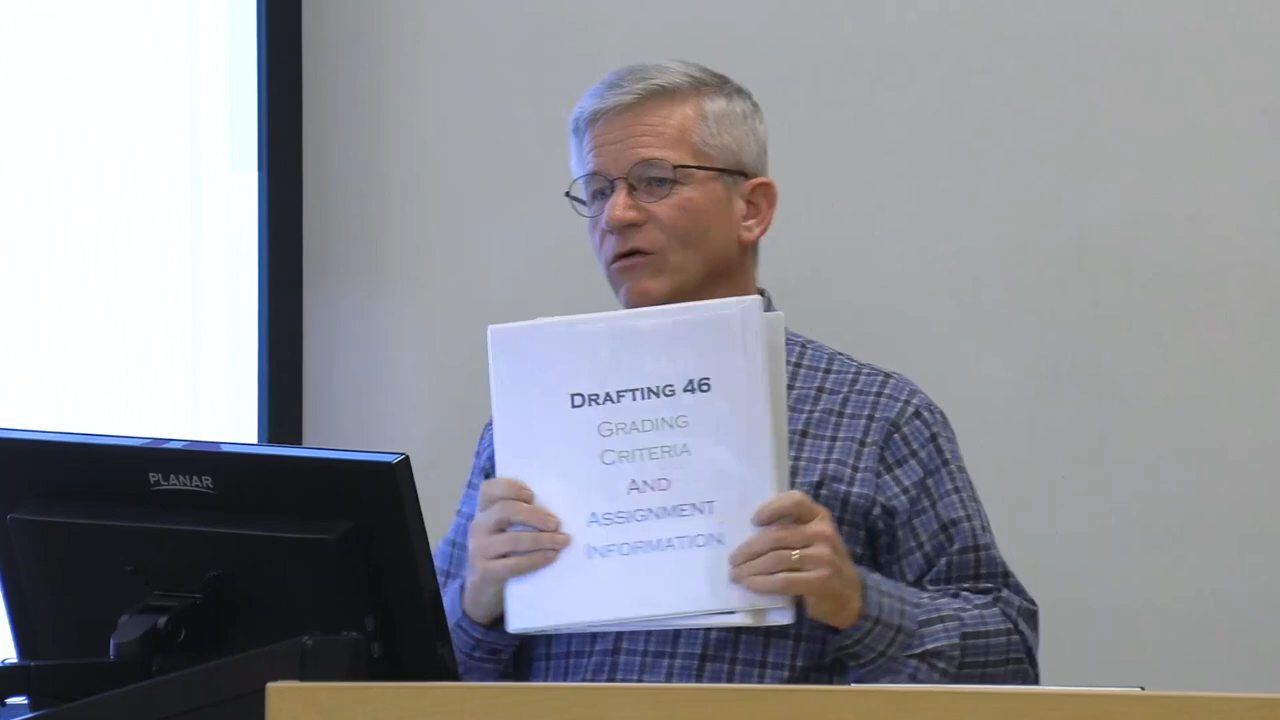 DRAFTING 46
GRADING
CRITERIA
AND
ASSIGNMENT
INFORMATION
PLANAR